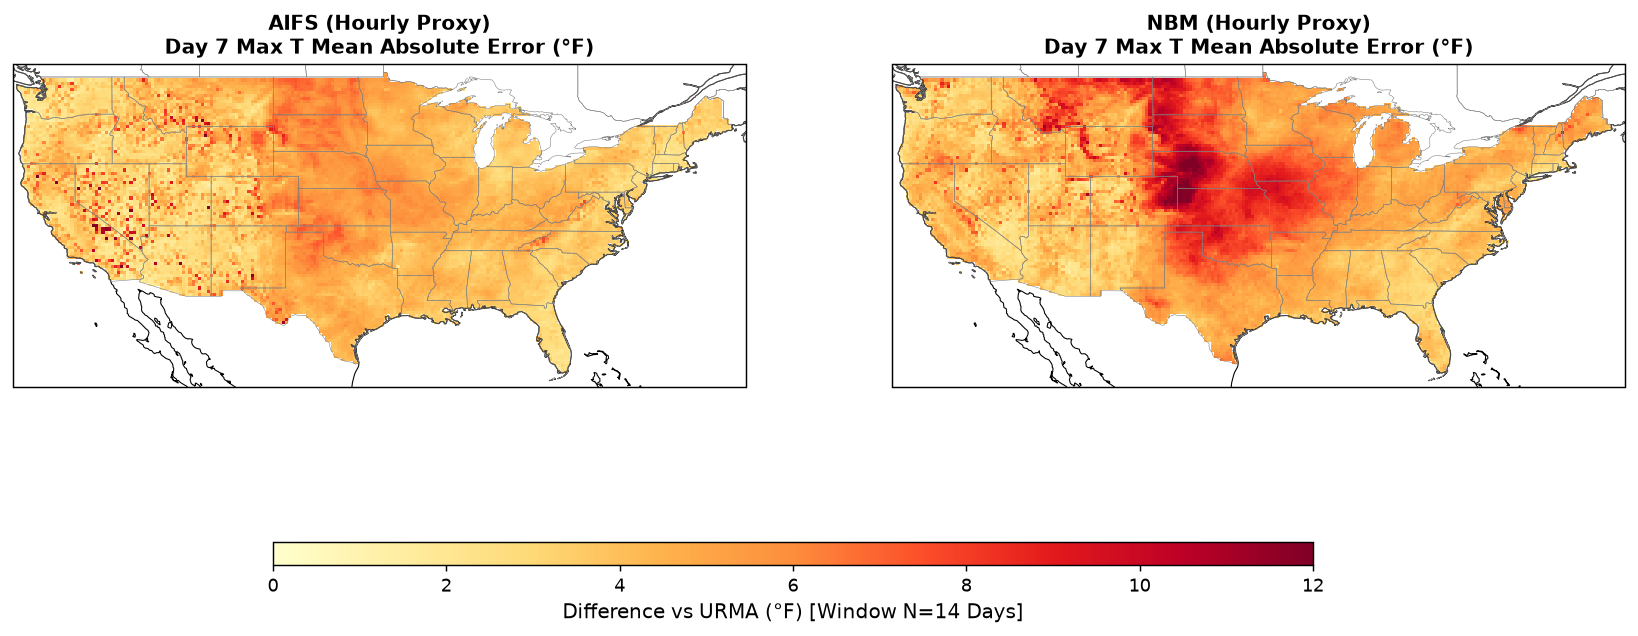 AIFS (Hourly Proxy)
Day 7 Max T Mean Absolute Error (°F)
NBM (Hourly Proxy)
Day 7 Max T Mean Absolute Error (°F)
0 2 4 6 8 10 12
Difference vs URMA (°F) [Window N=14 Days]